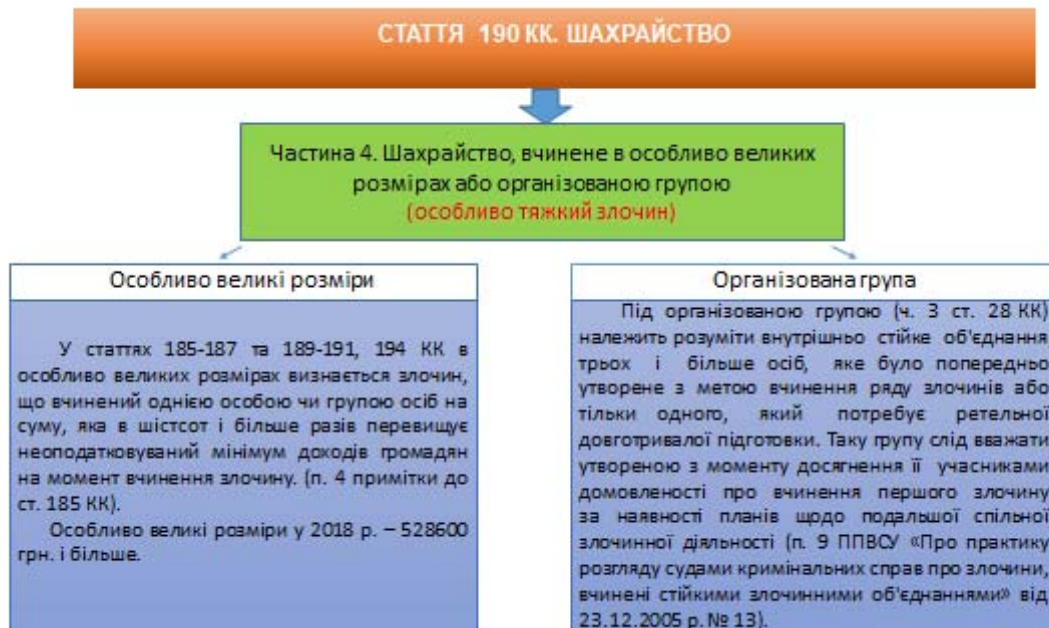 СТАТТЯ 190 КК. ШАХРАЙСТВО
Частина 4. Шахрайство, вчинене в особливо великих
розмірах або організованою групою
(особливо тяжкий злочин)
Особливо великі розміри
У статтях 185-187 та 189-191, 194 КК в
особливо великих розмірах визнається злочин,
що вчинений однією особою чи групою осіб на
суму, яка в шістсот і більше разів перевищує
неоподатковуваний мінімум доходів громадян
на момент вчинення злочину. (п. 4 примітки до
ст. 185 КК).
Особливо великі розміри у 2018 р. – 528600
грн. і більше.
Організована група
Під організованою групою (ч. 3 ст. 28 КК)
належить розуміти внутрішньо стійке об'єднання
трьох і більше осіб, яке було попередньо
утворене з метою вчинення ряду злочинів або
тільки одного, який потребує ретельної
довготривалої підготовки. Таку групу слід вважати
утвореною з моменту досягнення її учасниками
домовленості про вчинення першого злочину
за наявності планів щодо подальшої спільної
злочинної діяльності (п. 9 ППВСУ «Про практику
розгляду судами кримінальних справ про злочини,
вчинені стійкими злочинними об'єднаннями» від
23.12.2005 р. № 13).